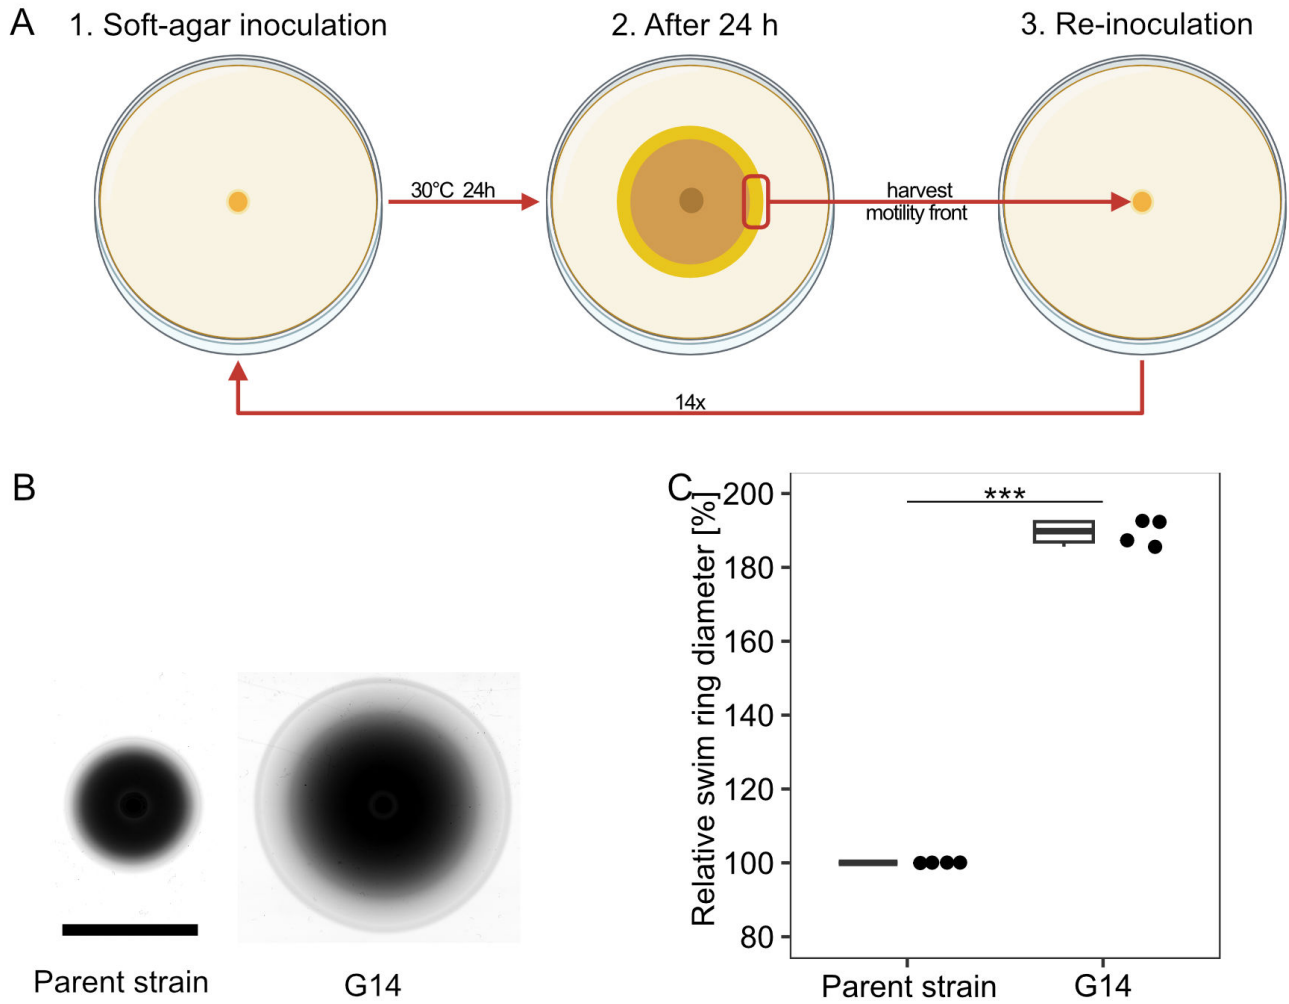 A
1. Soft-agar inoculation
2. After 24 h
3. Re-inoculation
30°C 24h
harvest
motility front
14x
B
Parent strain
G14
C
Relative swim ring diameter [%]
200
180
160
140
120
100
80
***
Parent strain
G14